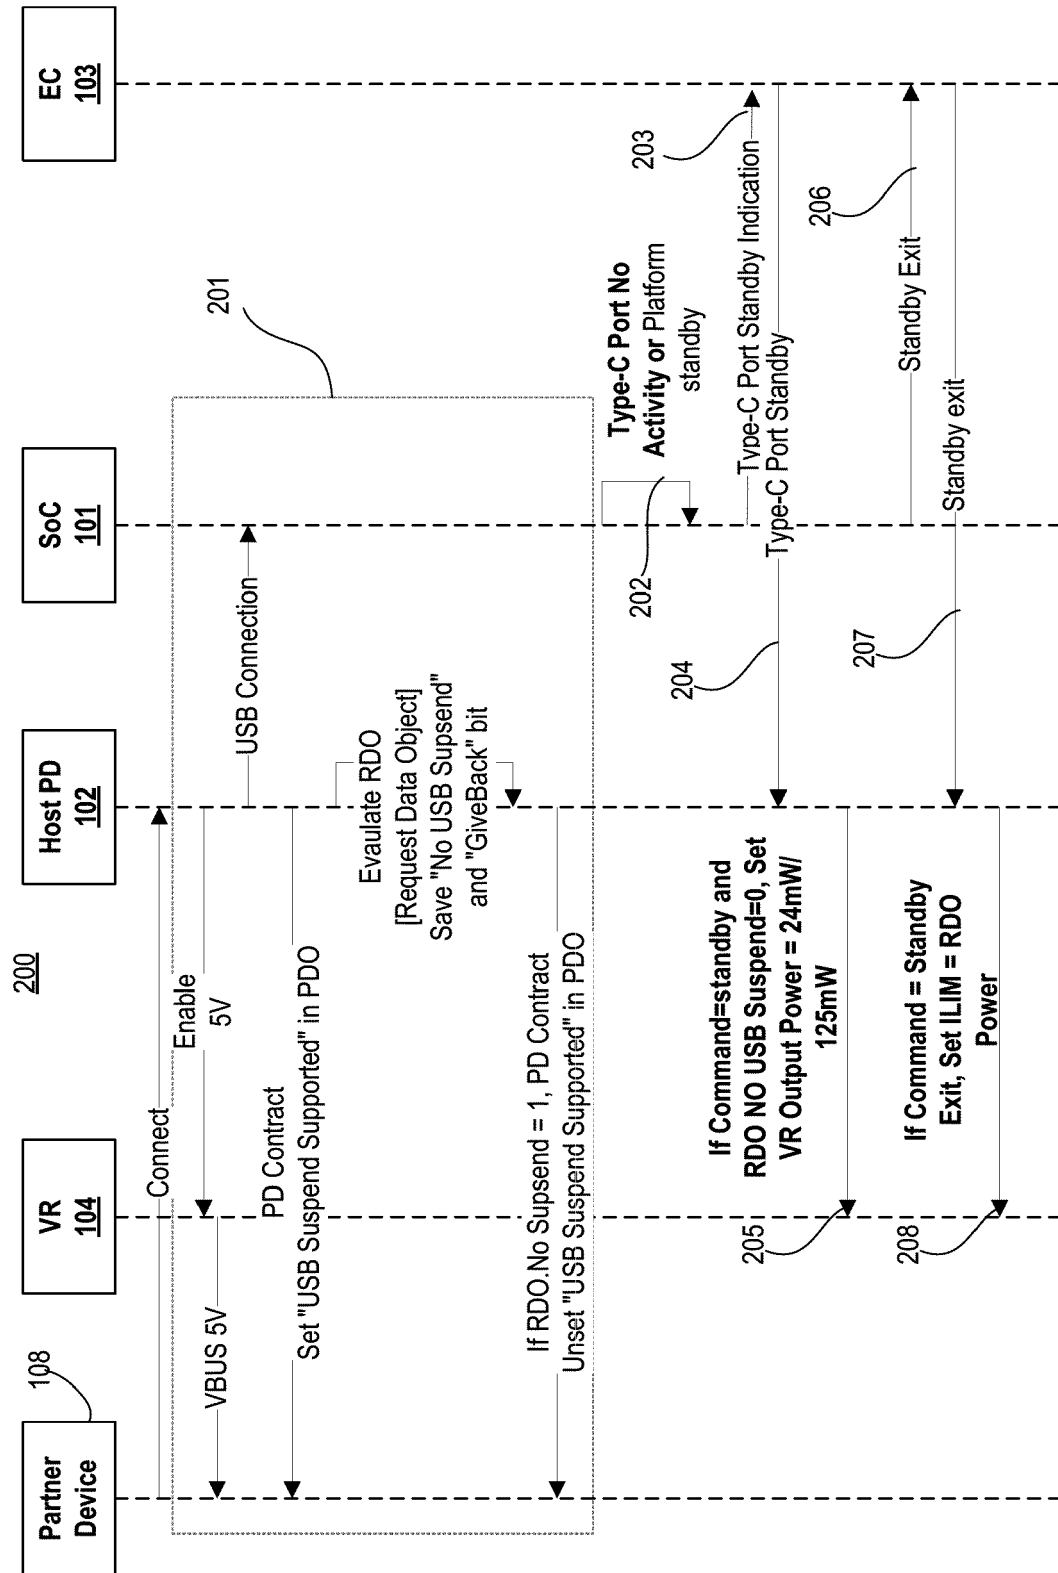 200
Partner
Device
108
VR
104
Host PD
102
SoC
101
EC
103
Connect
Enable
5V
VBUS 5V
USB Connection
201
PD Contract
Set "USB Suspend Supported" in PDO
Evaulate RDO
[Request Data Object]
Save "No USB Supsend"
and "GiveBack" bit
If RDO.No Supsend = 1, PD Contract
Unset "USB Suspend Supported" in PDO
Type-C Port No
Activity or Platform
standby
202
Type-C Port Standby Indication
203
Type-C Port Standby
204
If Command=standby and
RDO NO USB Suspend=0, Set
VR Output Power = 24mW/
125mW
205
Standby Exit
206
Standby exit
207
If Command = Standby
Exit, Set ILIM = RDO
Power
208